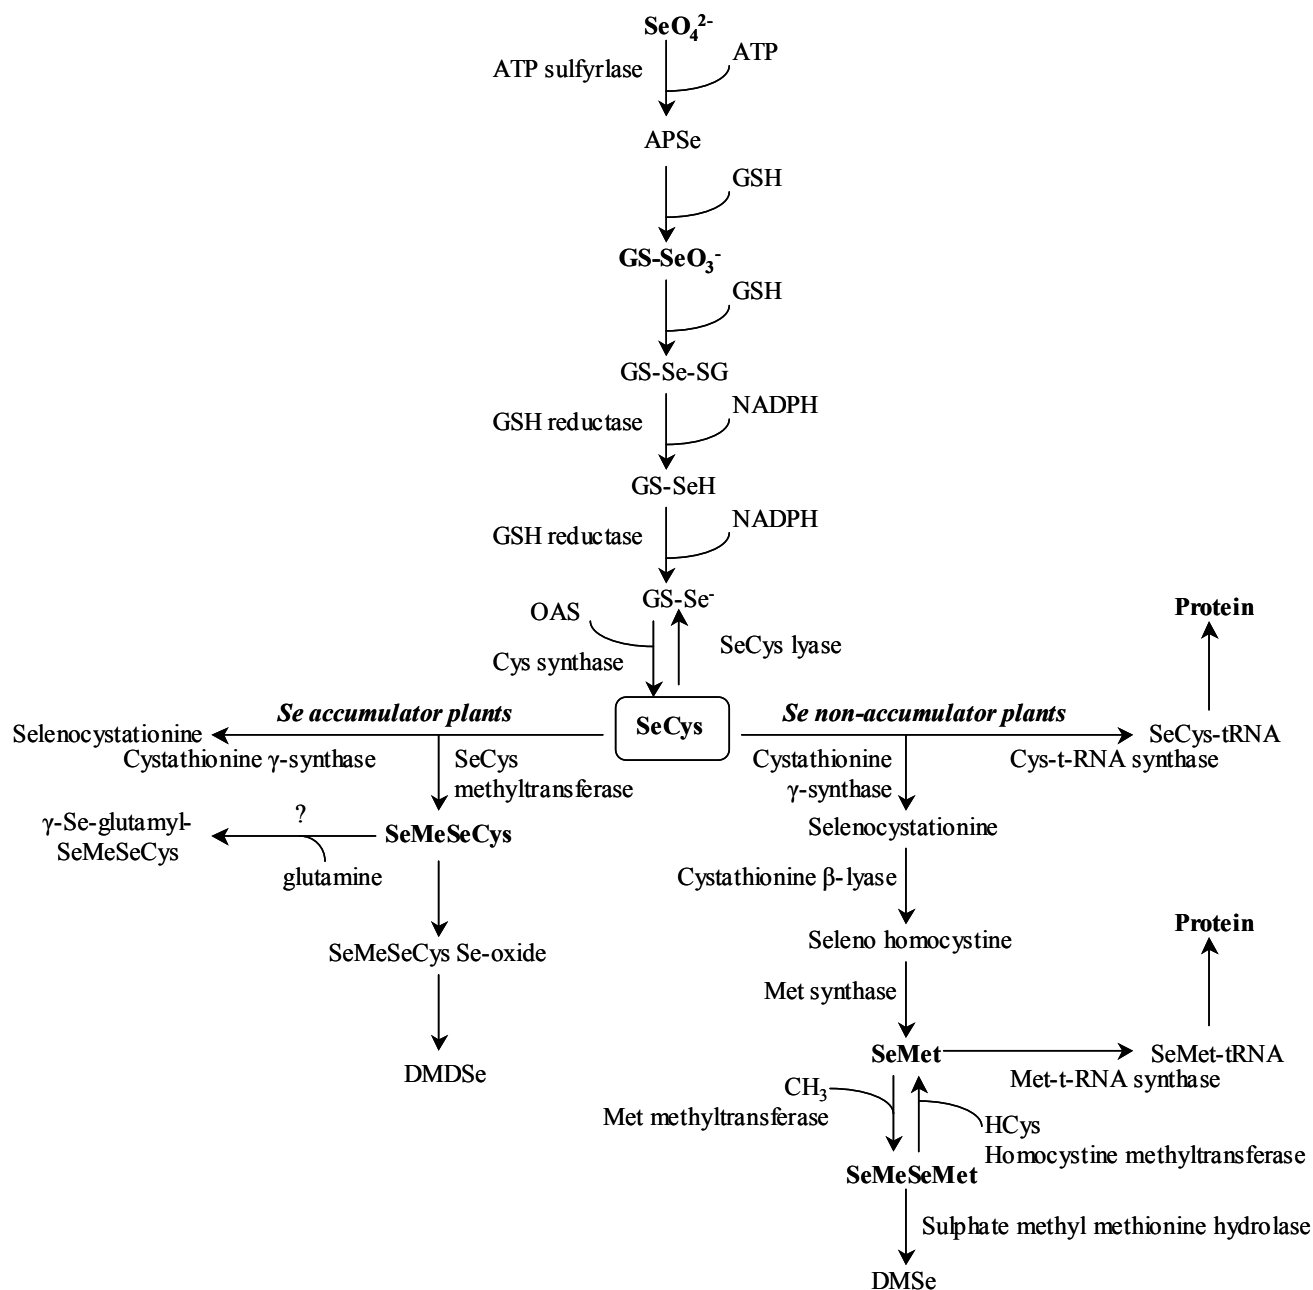 SeO₄²⁻
ATP sulfyrlase
ATP
APSe
GSH
GS-SeO₃⁻
GSH
GS-Se-SG
GSH reductase
NADPH
GS-SeH
GSH reductase
NADPH
GS-Se⁻
OAS
Cys synthase
SeCys lyase
Protein
Se accumulator plants
SeCys
Se non-accumulator plants
Selenocystationine
Cystathionine γ-synthase
SeCys
methyltransferase
Cystathionine
γ-synthase
Cys-t-RNA synthase
SeCys-tRNA
γ-Se-glutamyl-
SeMeSeCys
?
glutamine
SeMeSeCys
Selenocystationine
Cystathionine β-lyase
SeMeSeCys Se-oxide
Seleno homocystine
Protein
Met synthase
DMDSe
SeMet
SeMet-tRNA
Met-t-RNA synthase
CH₃
Met methyltransferase
HCys
Homocystine methyltransferase
SeMeSeMet
Sulphate methyl methionine hydrolase
DMSe